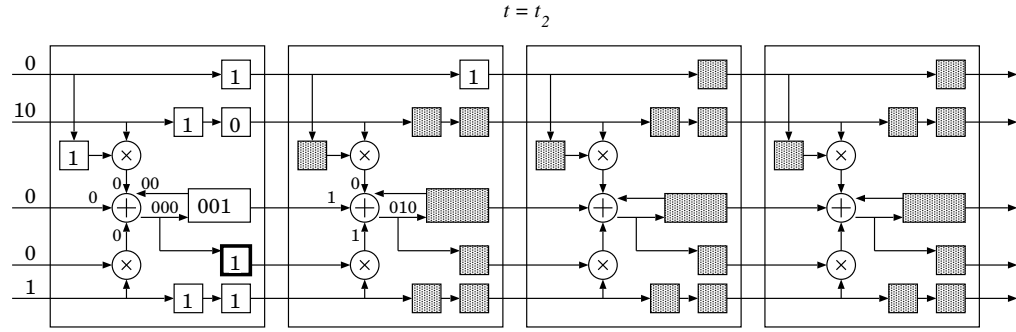 t = t₂
0 1 1
10 1 0
1 × × × ×
0 00 0
0 0 000 + 001 1 + 010 + +
0 1
0 × 1 × × ×
1 1 1